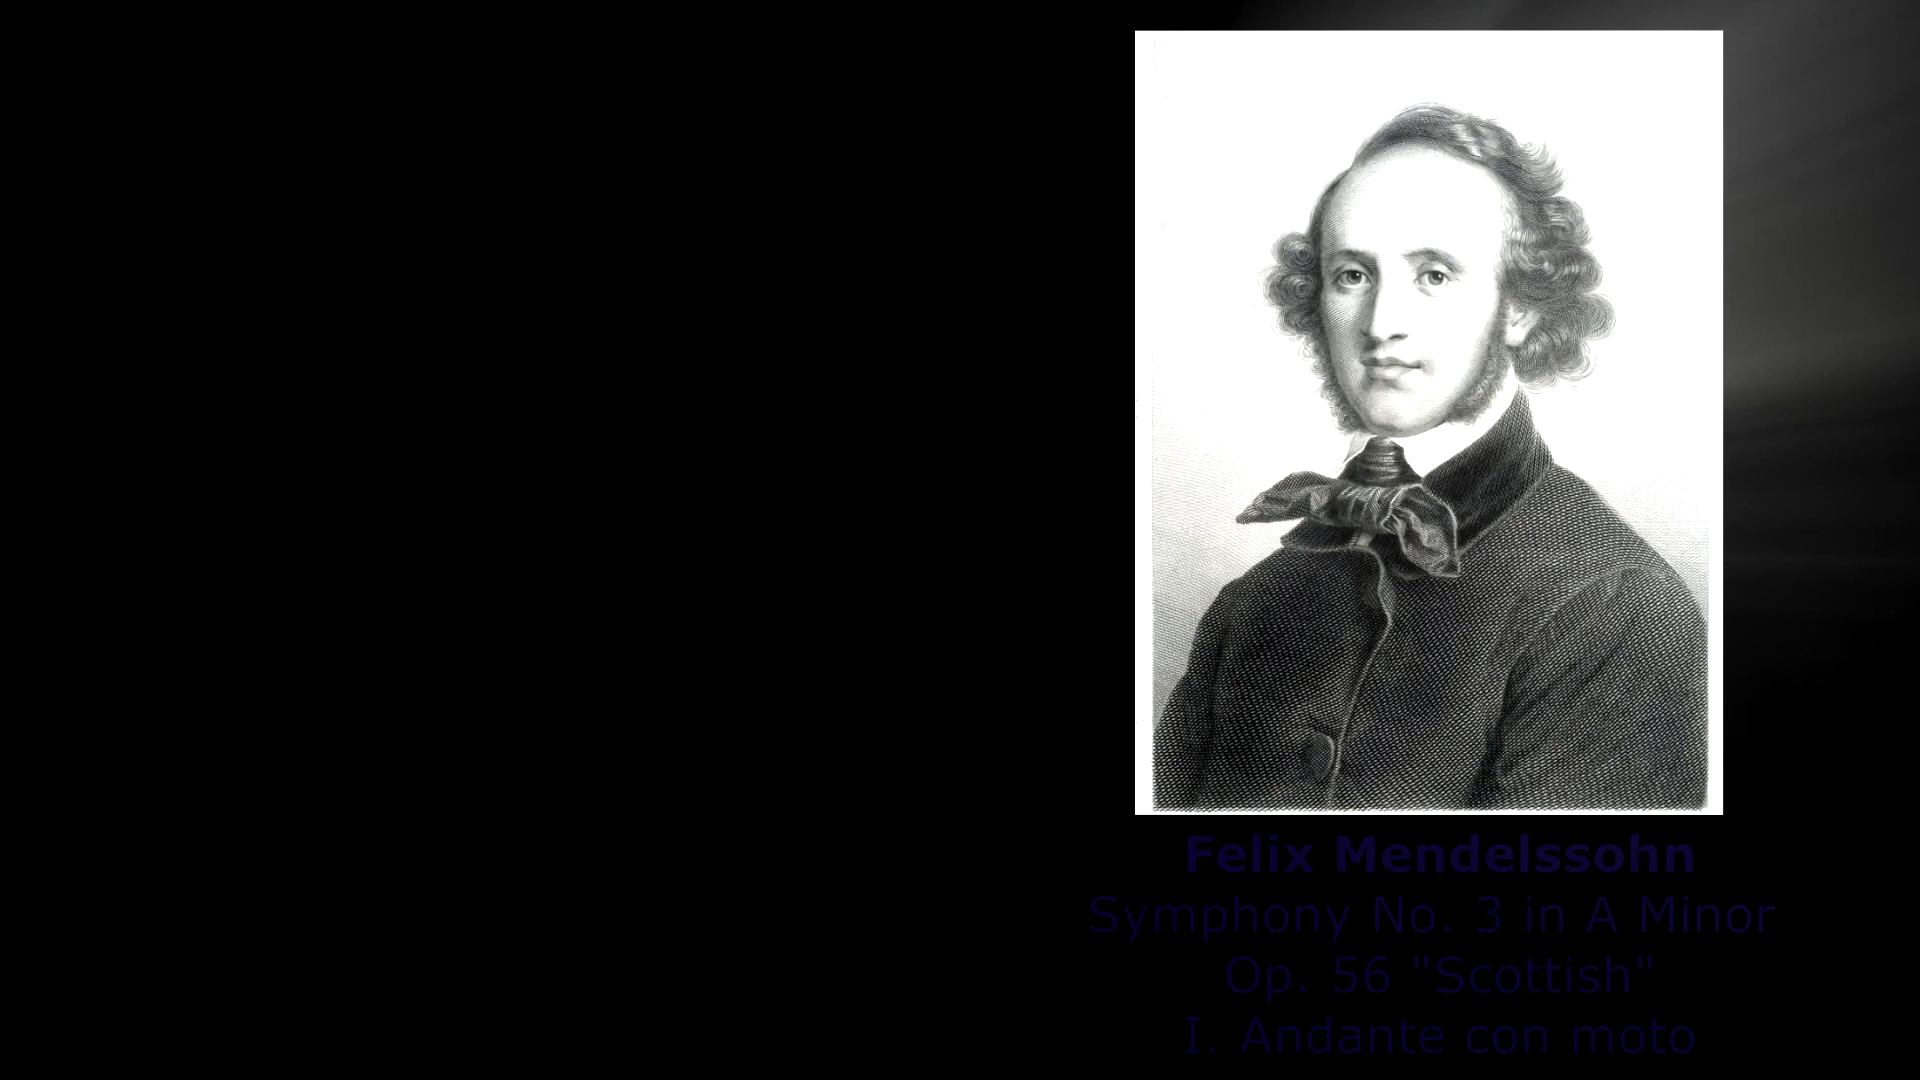 Felix Mendelssohn
Symphony No. 3 in A Minor
Op. 56 "Scottish"
I. Andante con moto